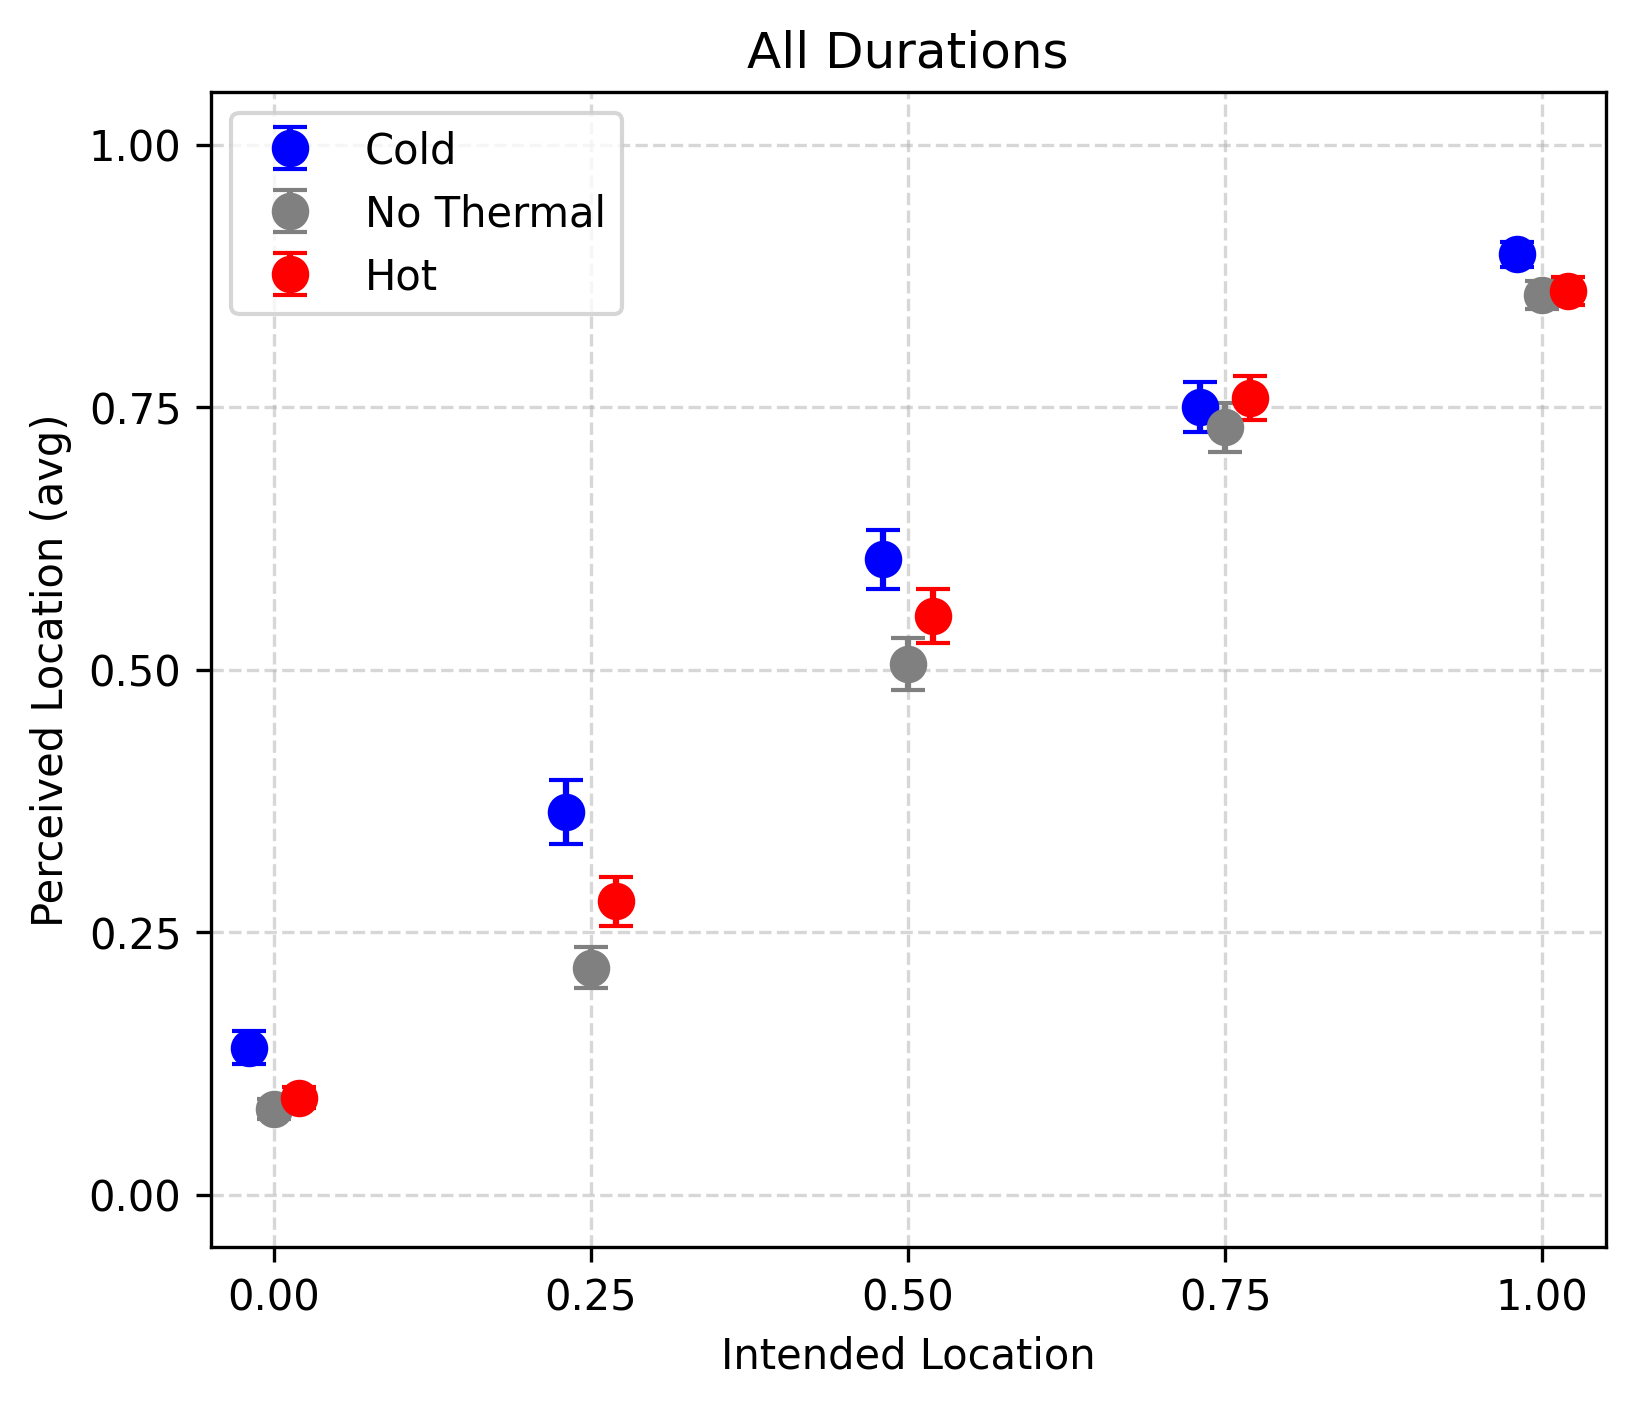 All Durations
Cold
No Thermal
Hot
1.00
0.75
0.50
0.25
0.00
Perceived Location (avg)
0.00 0.25 0.50 0.75 1.00
Intended Location